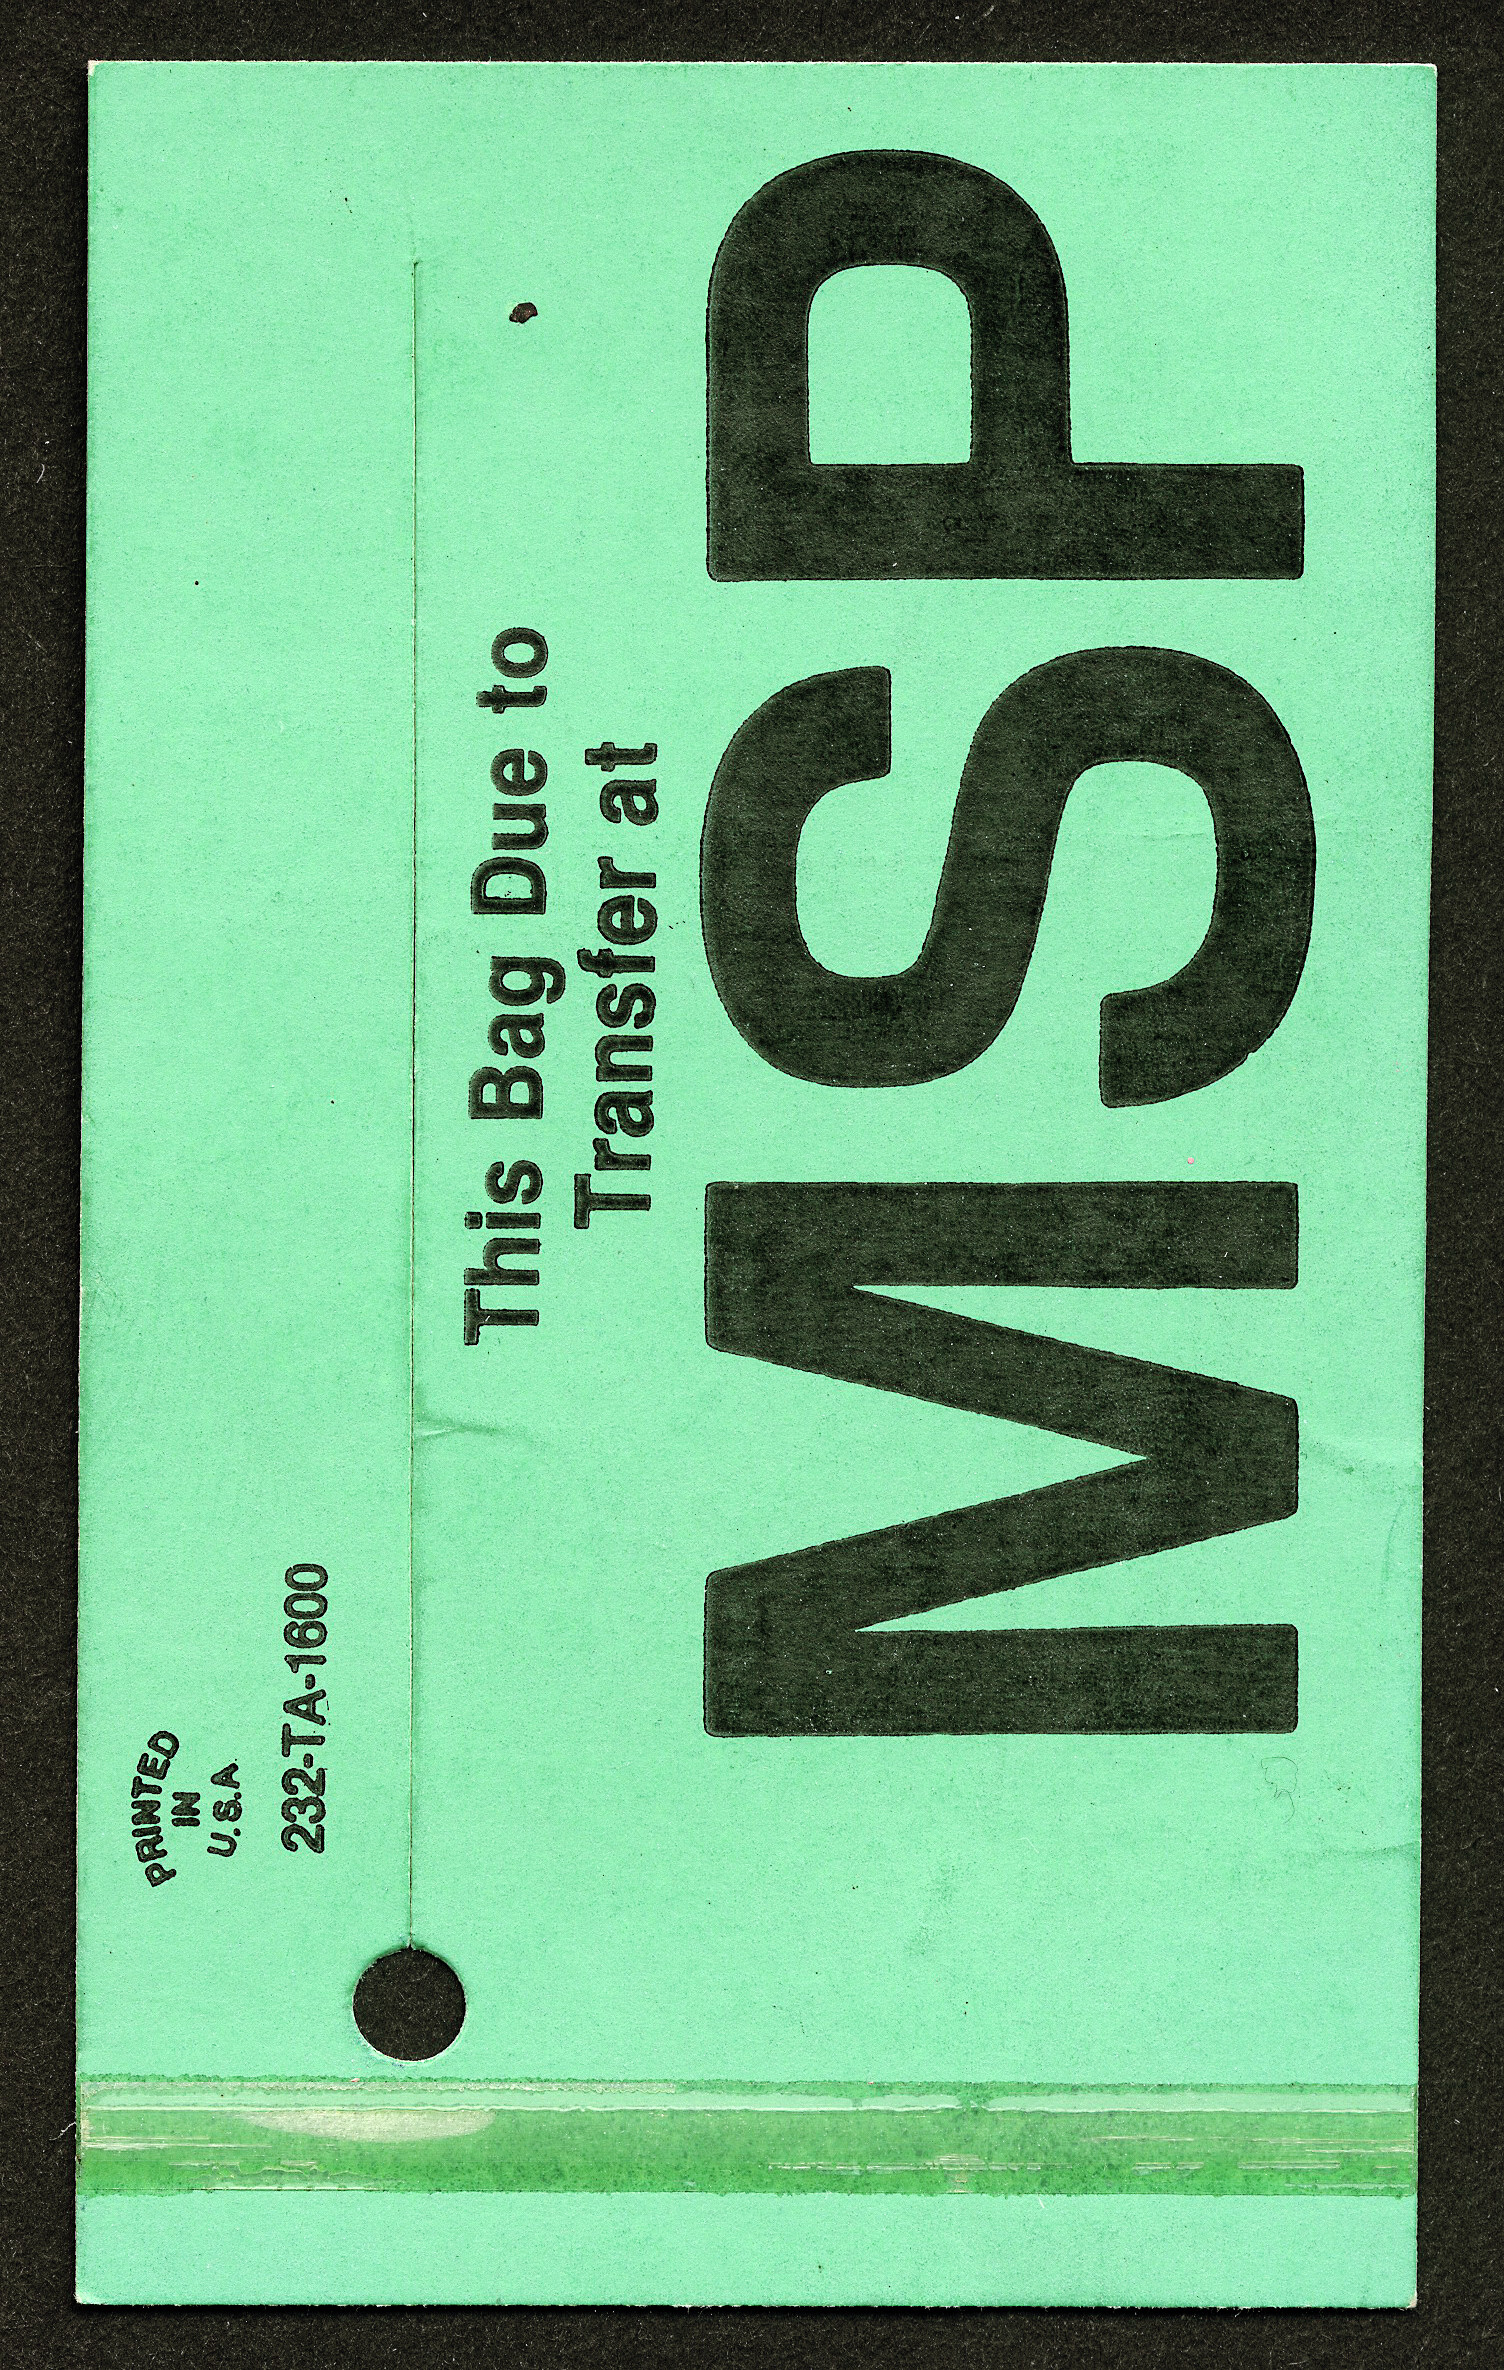 PRINTED
IN
U.S.A.
232-TA-1600
This Bag Due to
Transfer at
MSP